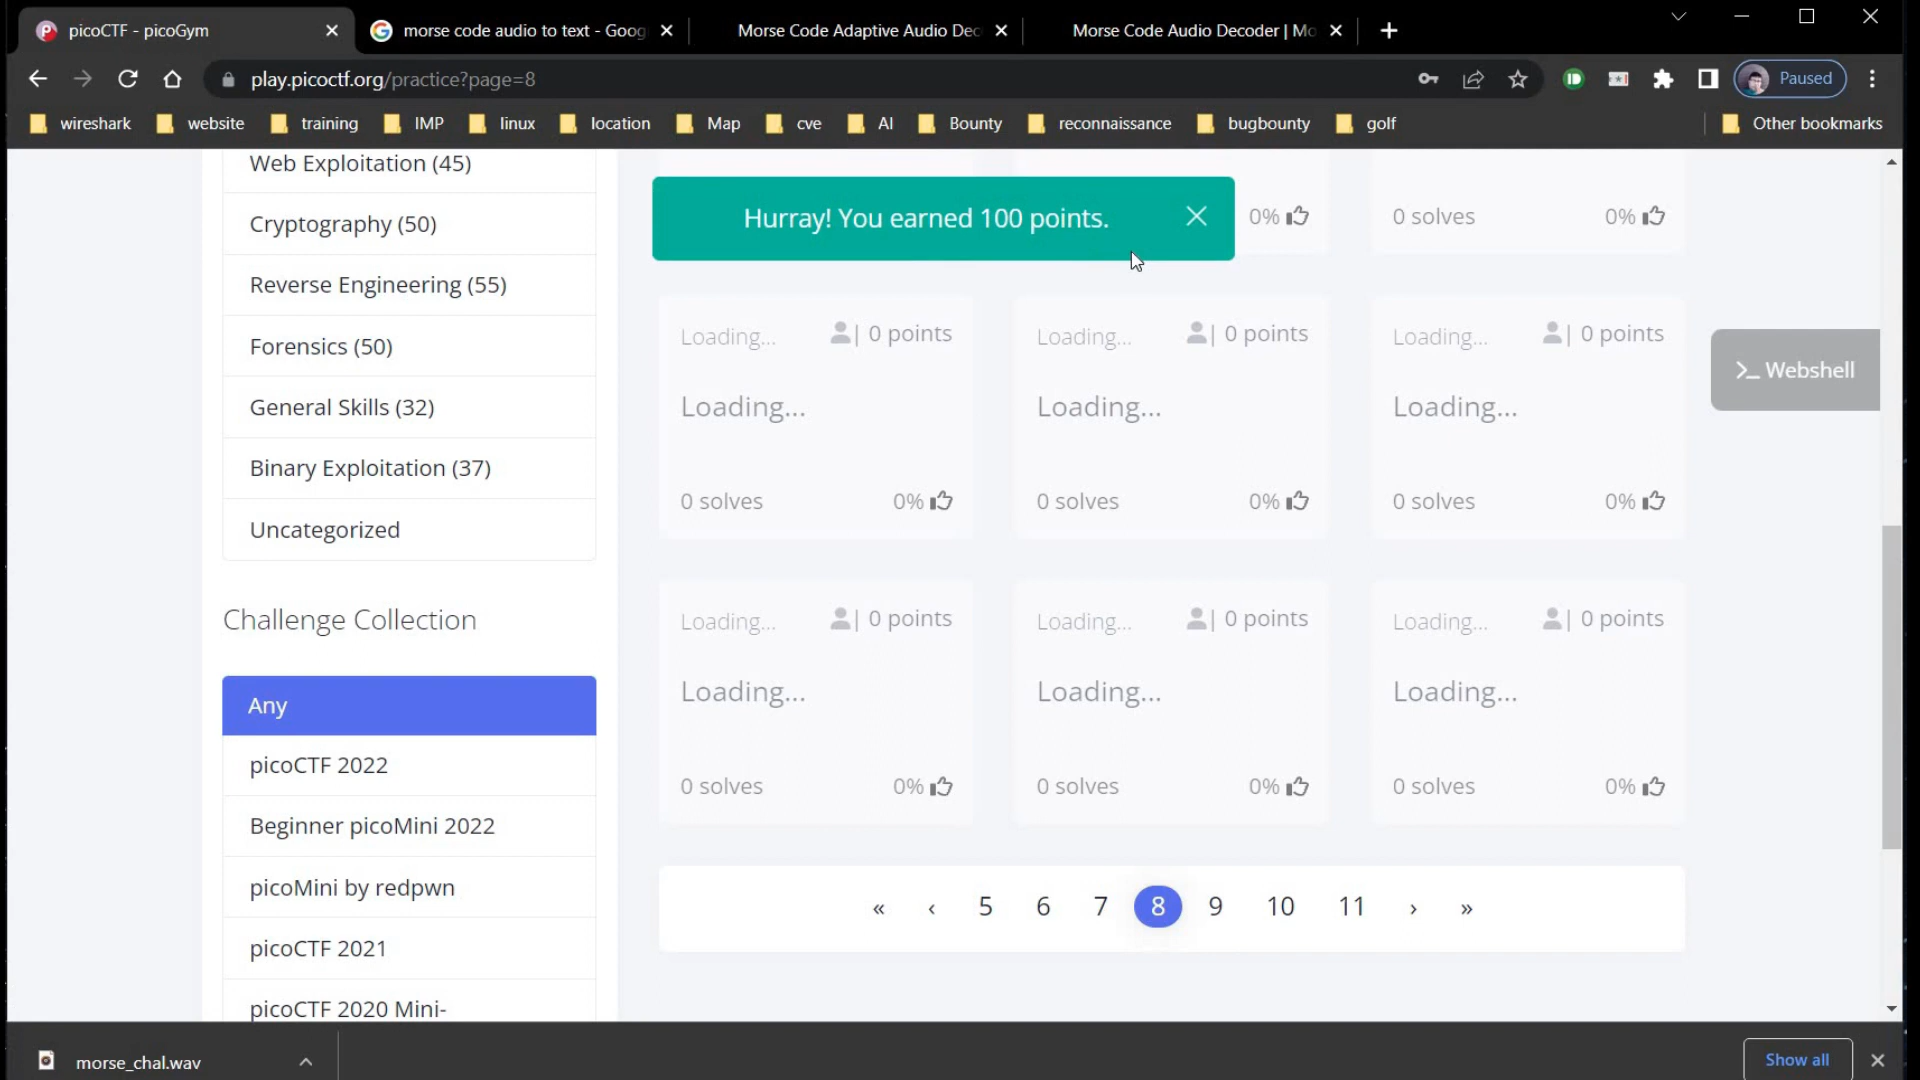 picoCTF - picoGym
morse code audio to text - Goog
Morse Code Adaptive Audio Dec
Morse Code Audio Decoder | Mo
play.picoctf.org/practice?page=8
Paused
wireshark
website
training
IMP
linux
location
Map
cve
AI
Bounty
reconnaissance
bugbounty
golf
Other bookmarks
Web Exploitation (45)
Cryptography (50)
Reverse Engineering (55)
Forensics (50)
General Skills (32)
Binary Exploitation (37)
Uncategorized
Challenge Collection
Any
picoCTF 2022
Beginner picoMini 2022
picoMini by redpwn
picoCTF 2021
picoCTF 2020 Mini-
Hurray! You earned 100 points.
0%
0 solves 0%
Loading... | 0 points
Loading...
0 solves 0%
Loading... | 0 points
Loading...
0 solves 0%
Loading... | 0 points
Loading...
0 solves 0%
Loading... | 0 points
Loading...
0 solves 0%
Loading... | 0 points
Loading...
0 solves 0%
Loading... | 0 points
Loading...
0 solves 0%
>_ Webshell
« ‹ 5 6 7 8 9 10 11 › »
morse_chal.wav
Show all